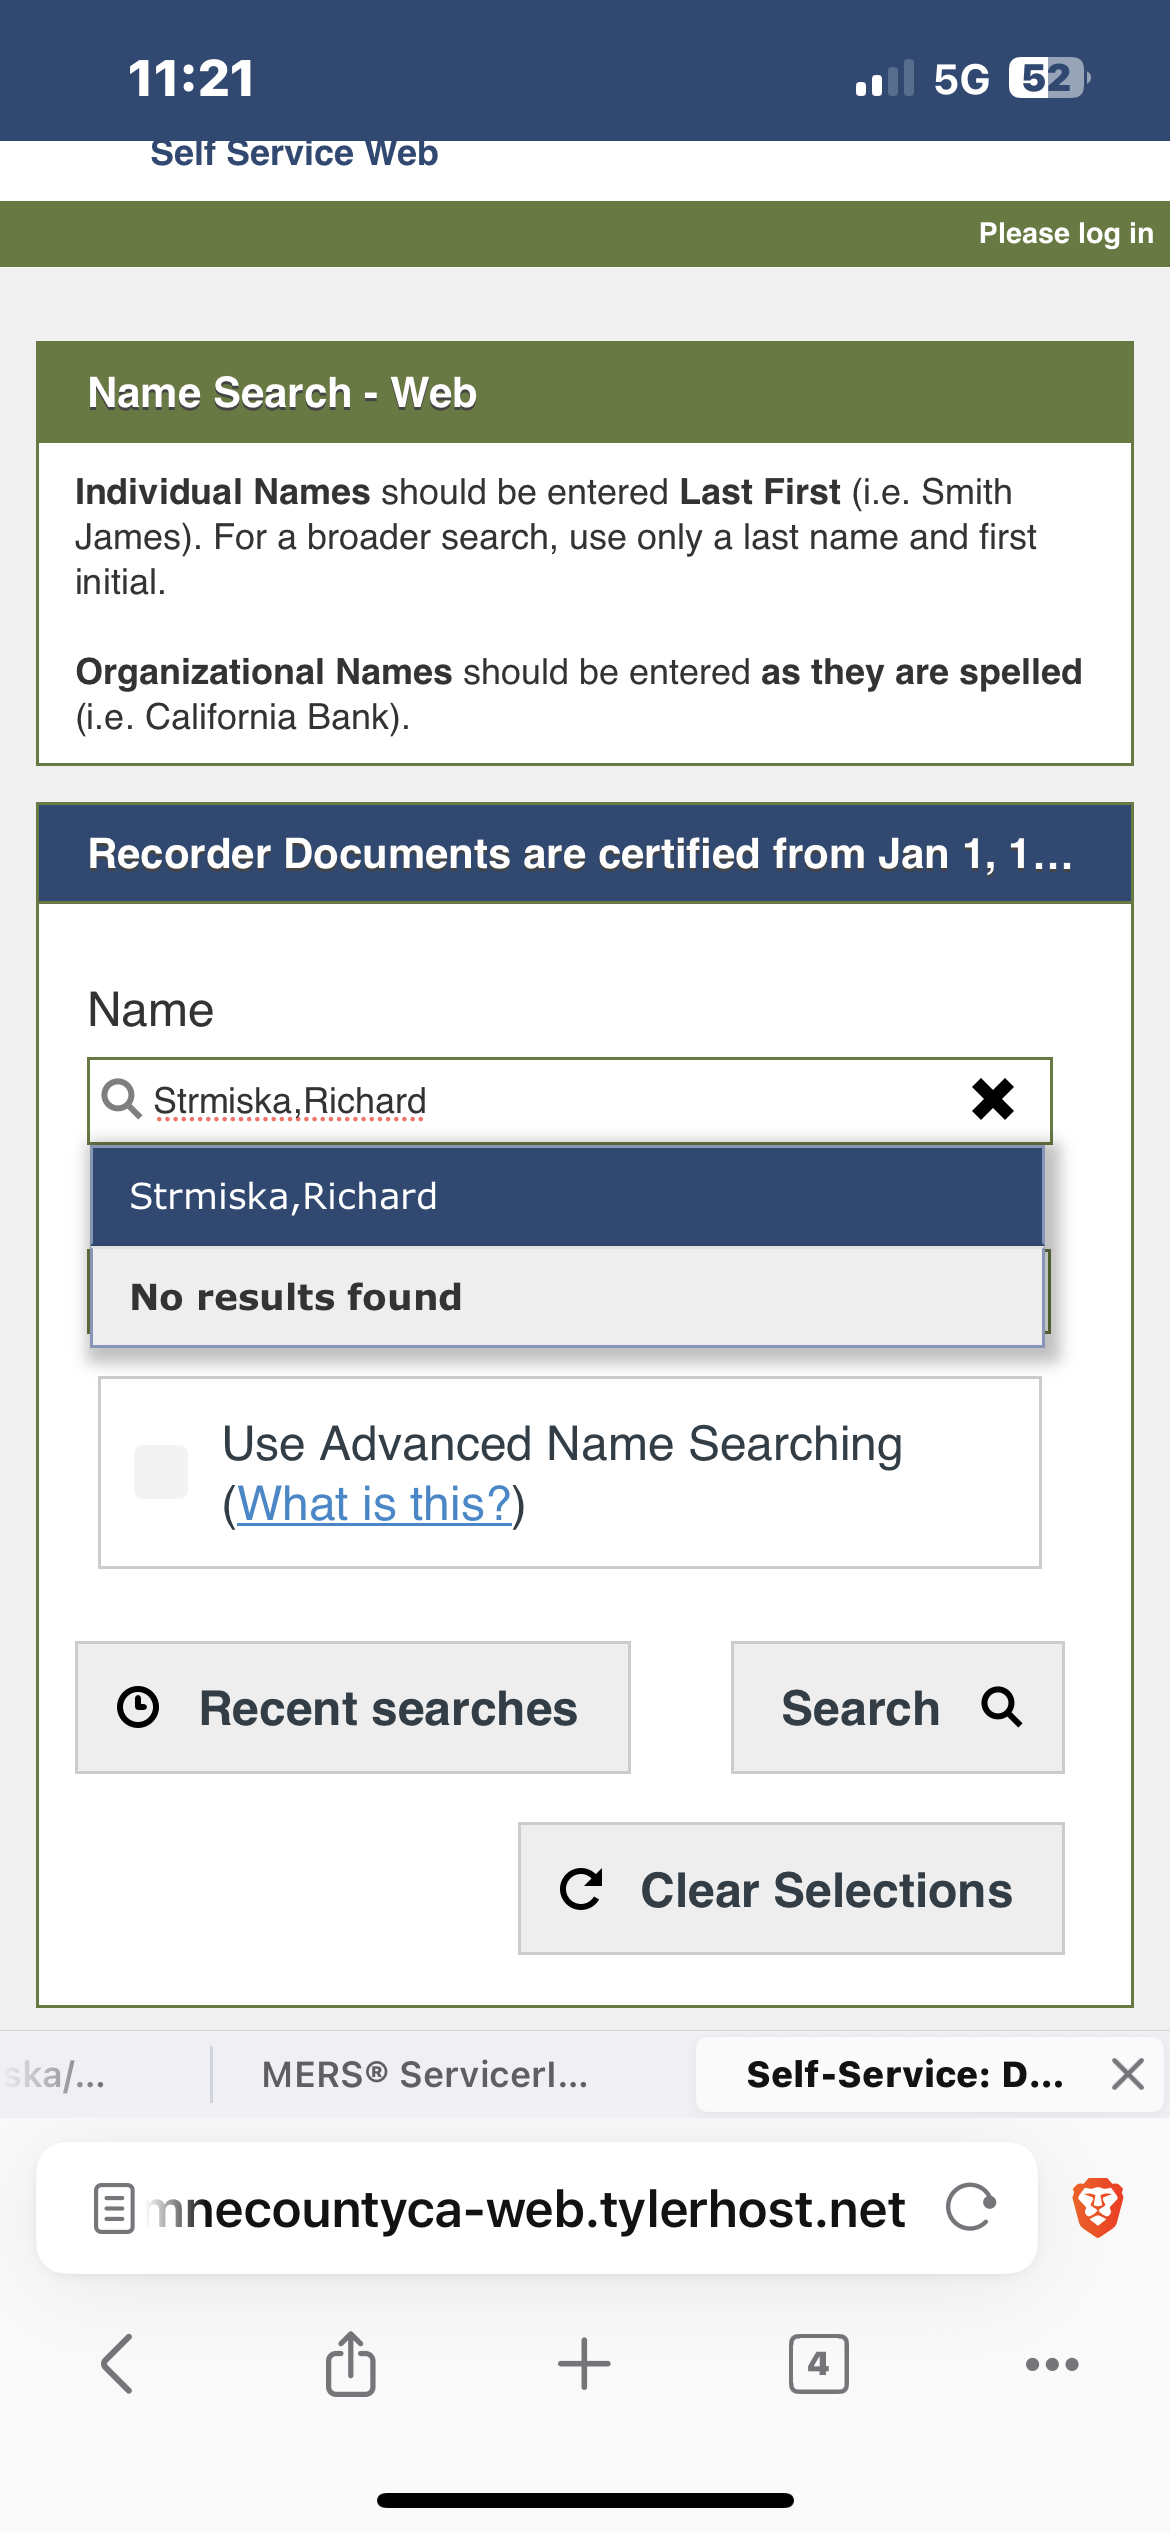 11:21
5G 52
Self Service Web
Please log in
Name Search - Web
Individual Names should be entered Last First (i.e. Smith
James). For a broader search, use only a last name and first
initial.
Organizational Names should be entered as they are spelled
(i.e. California Bank).
Recorder Documents are certified from Jan 1, 1...
Name
Strmiska,Richard
Strmiska,Richard
No results found
Use Advanced Name Searching
(What is this?)
Recent searches
Search
Clear Selections
ska/...
MERS® ServicerI...
Self-Service: D...
mnecountyca-web.tylerhost.net
4